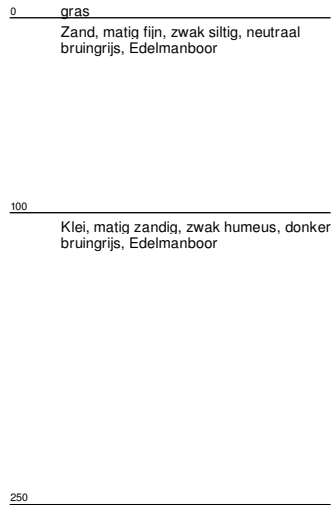 0 gras
Zand, matig fijn, zwak siltig, neutraal
bruingrijs, Edelmanboor
100
Klei, matig zandig, zwak humeus, donker
bruingrijs, Edelmanboor
250